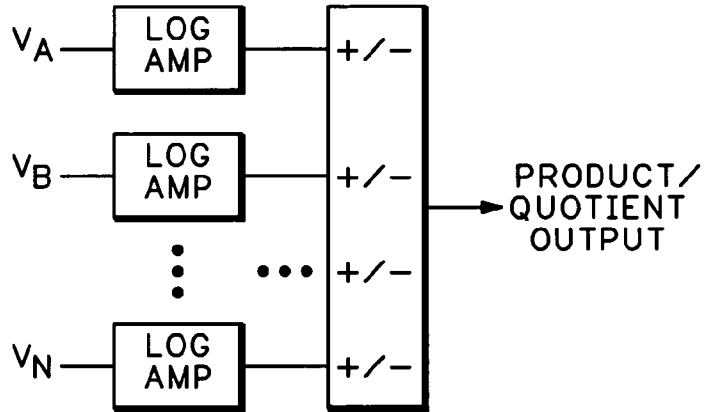 V_A
LOG
AMP
+/-
V_B
LOG
AMP
+/-
PRODUCT/
QUOTIENT
OUTPUT
+/-
V_N
LOG
AMP
+/-